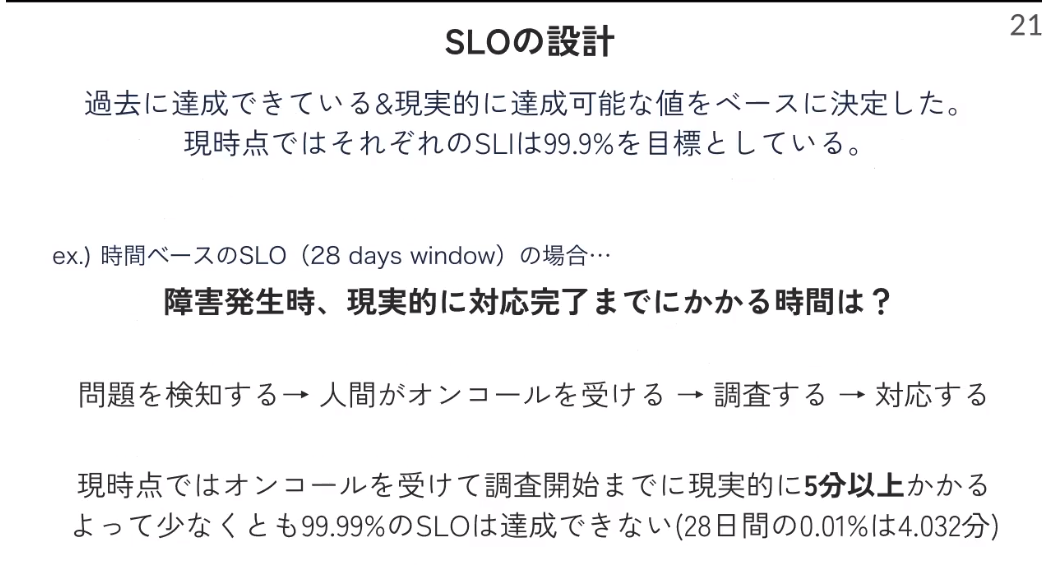 21
SLOの設計
過去に達成できている&現実的に達成可能な値をベースに決定した。
現時点ではそれぞれのSLIは99.9%を目標としている。
ex.) 時間ベースのSLO（28 days window）の場合…
障害発生時、現実的に対応完了までにかかる時間は？
問題を検知する→ 人間がオンコールを受ける → 調査する → 対応する
現時点ではオンコールを受けて調査開始までに現実的に5分以上かかる
よって少なくとも99.99%のSLOは達成できない(28日間の0.01%は4.032分)